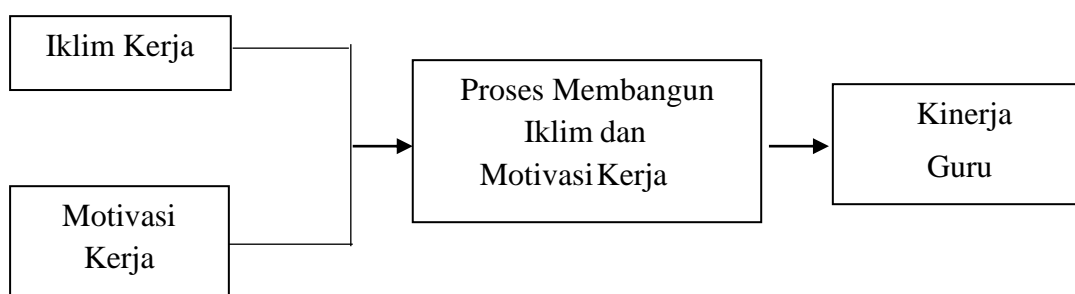 Iklim Kerja
Motivasi
Kerja
Proses Membangun
Iklim dan
Motivasi Kerja
Kinerja
Guru